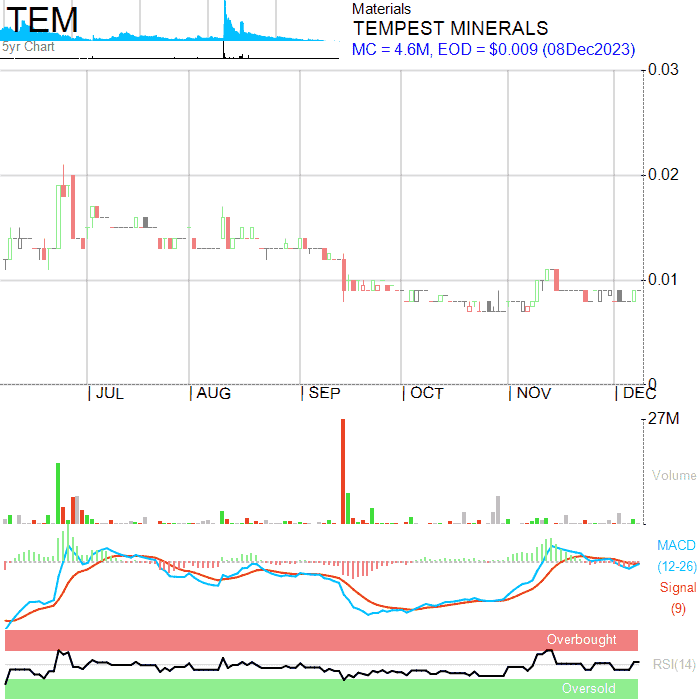 TEM
5yr Chart
Materials
TEMPEST MINERALS
MC = 4.6M, EOD = $0.009 (08Dec2023)
0.03
0.02
0.01
0
JUL
AUG
SEP
OCT
NOV
DEC
27M
Volume
MACD
(12-26)
Signal
(9)
Overbought
RSI(14)
Oversold